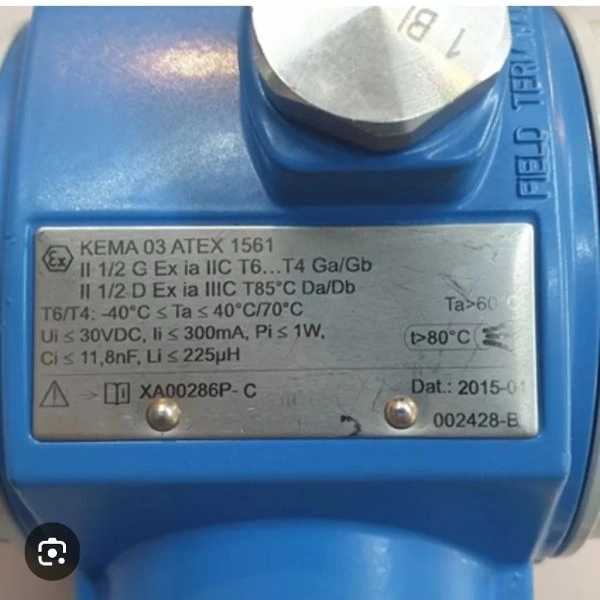 1 B
FIELD TERM
Ex KEMA 03 ATEX 1561
II 1/2 G Ex ia IIC T6...T4 Ga/Gb
II 1/2 D Ex ia IIIC T85°C Da/Db
T6/T4: -40°C ≤ Ta ≤ 40°C/70°C Ta>60°C
Ui ≤ 30VDC, Ii ≤ 300mA, Pi ≤ 1W, t>80°C
Ci ≤ 11,8nF, Li ≤ 225µH
XA00286P- C Dat.: 2015-01
002428-B